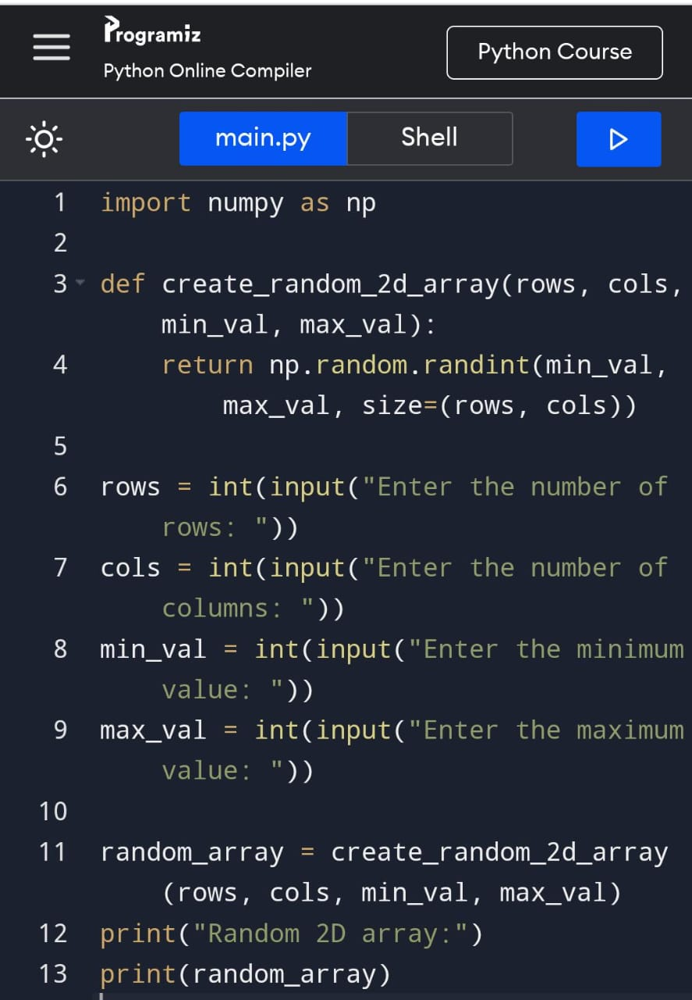 Programiz
Python Online Compiler
Python Course
main.py
Shell
1 import numpy as np
2
3 def create_random_2d_array(rows, cols,
min_val, max_val):
4 return np.random.randint(min_val,
max_val, size=(rows, cols))
5
6 rows = int(input("Enter the number of
rows: "))
7 cols = int(input("Enter the number of
columns: "))
8 min_val = int(input("Enter the minimum
value: "))
9 max_val = int(input("Enter the maximum
value: "))
10
11 random_array = create_random_2d_array
(rows, cols, min_val, max_val)
12 print("Random 2D array:")
13 print(random_array)